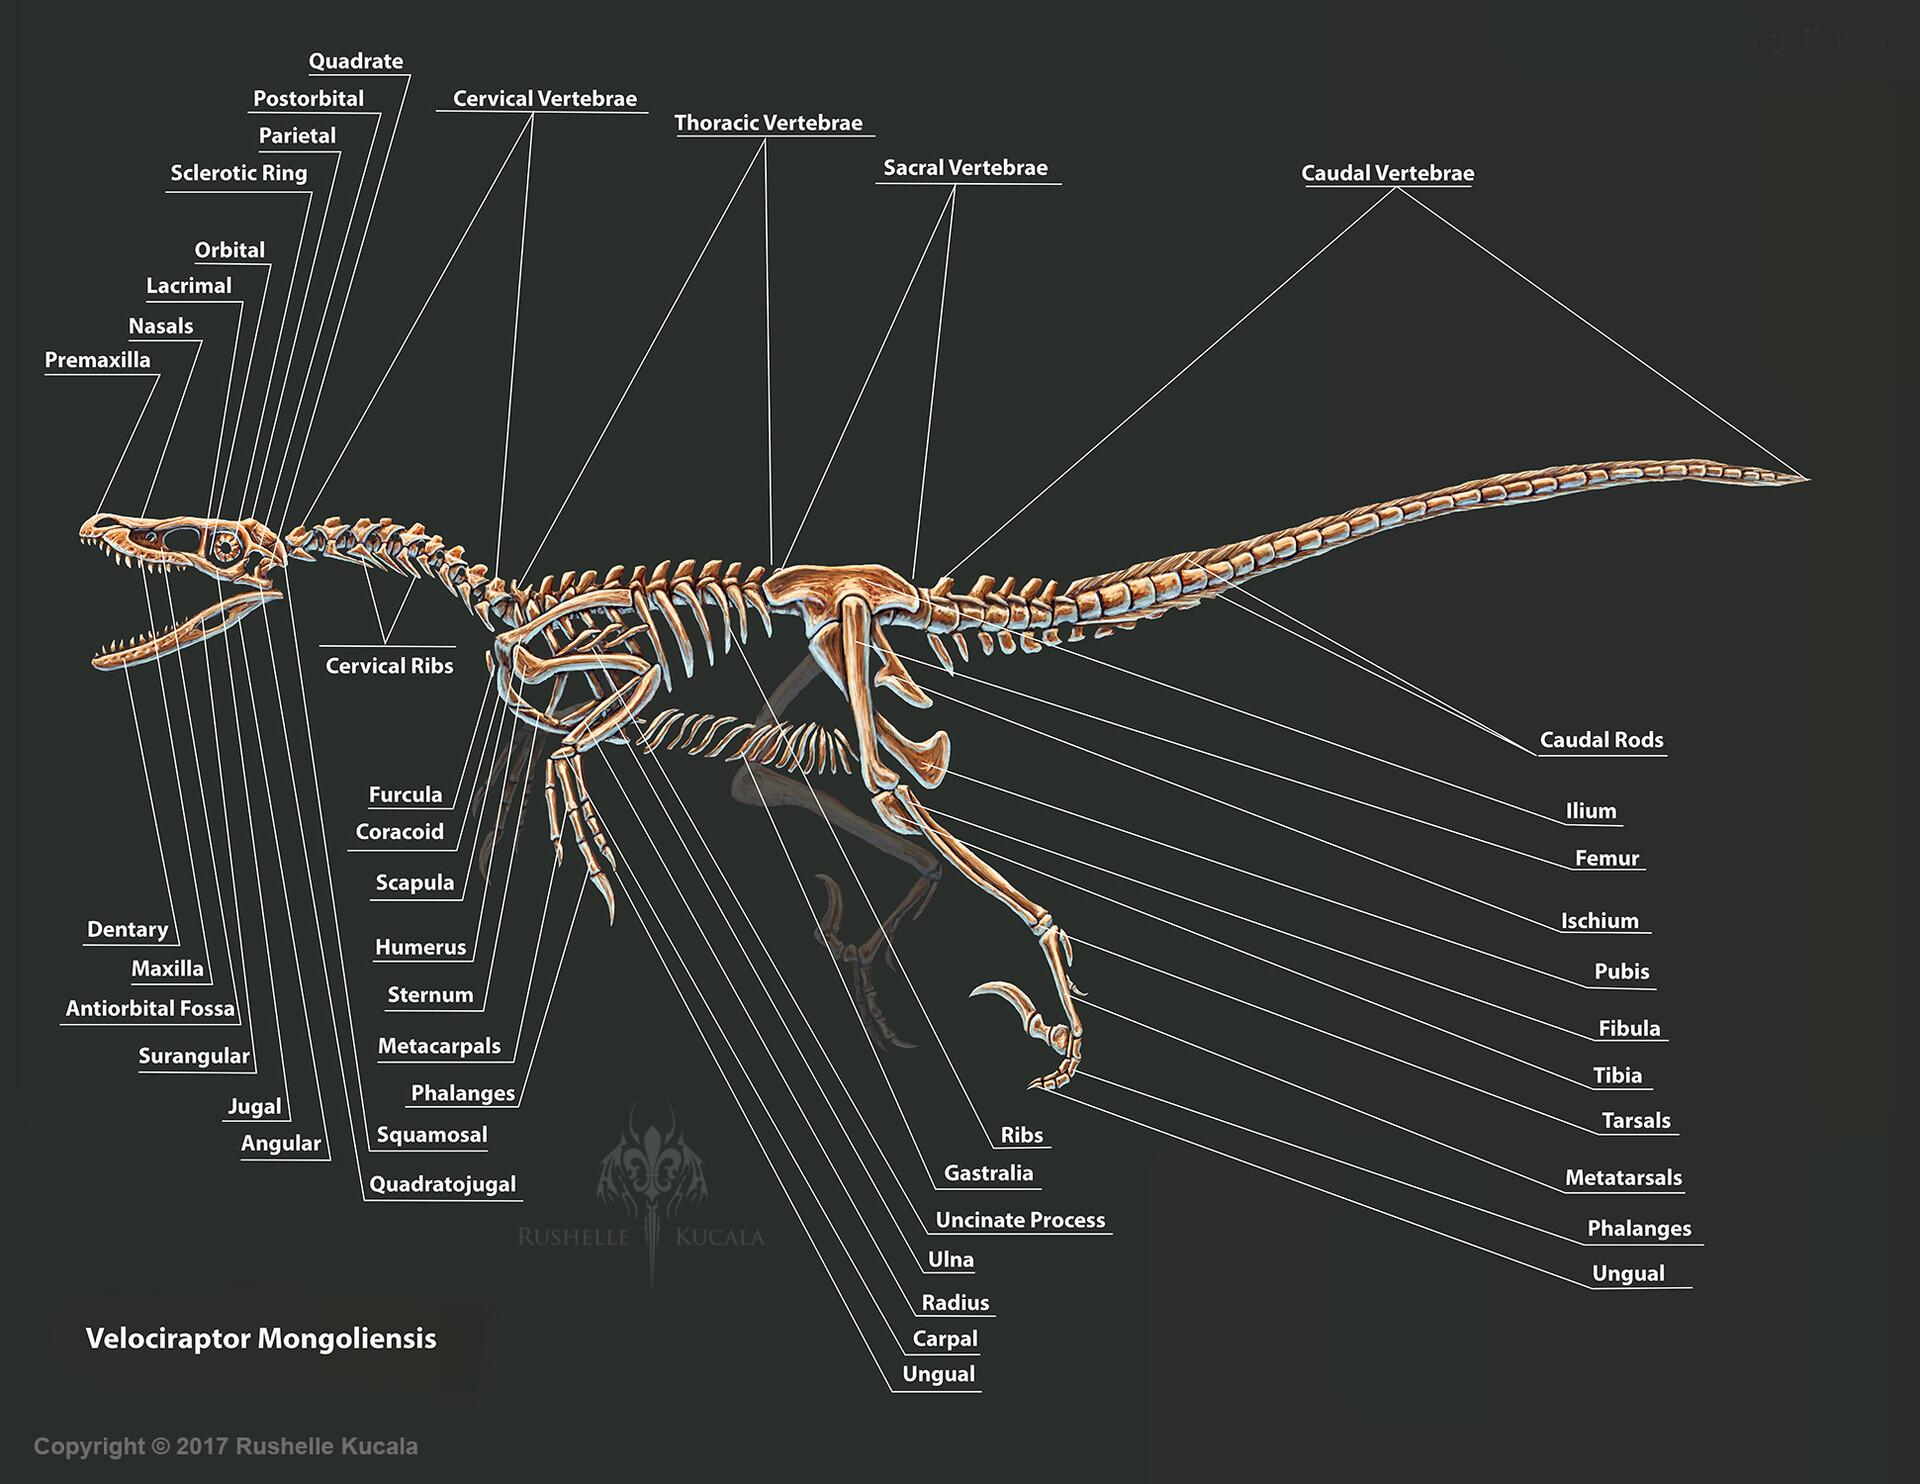 Quadrate
Postorbital
Cervical Vertebrae
Thoracic Vertebrae
Parietal
Sclerotic Ring
Sacral Vertebrae
Caudal Vertebrae
Orbital
Lacrimal
Nasals
Premaxilla
Cervical Ribs
Caudal Rods
Furcula
Ilium
Coracoid
Femur
Scapula
Ischium
Dentary
Humerus
Maxilla
Pubis
Sternum
Antiorbital Fossa
Fibula
Metacarpals
Surangular
Tibia
Phalanges
Jugal
Tarsals
Squamosal
Ribs
Angular
Gastralia
Metatarsals
Quadratojugal
Uncinate Process
Phalanges
Rushelle Kucala
Ulna
Ungual
Radius
Carpal
Velociraptor Mongoliensis
Ungual
Copyright © 2017 Rushelle Kucala